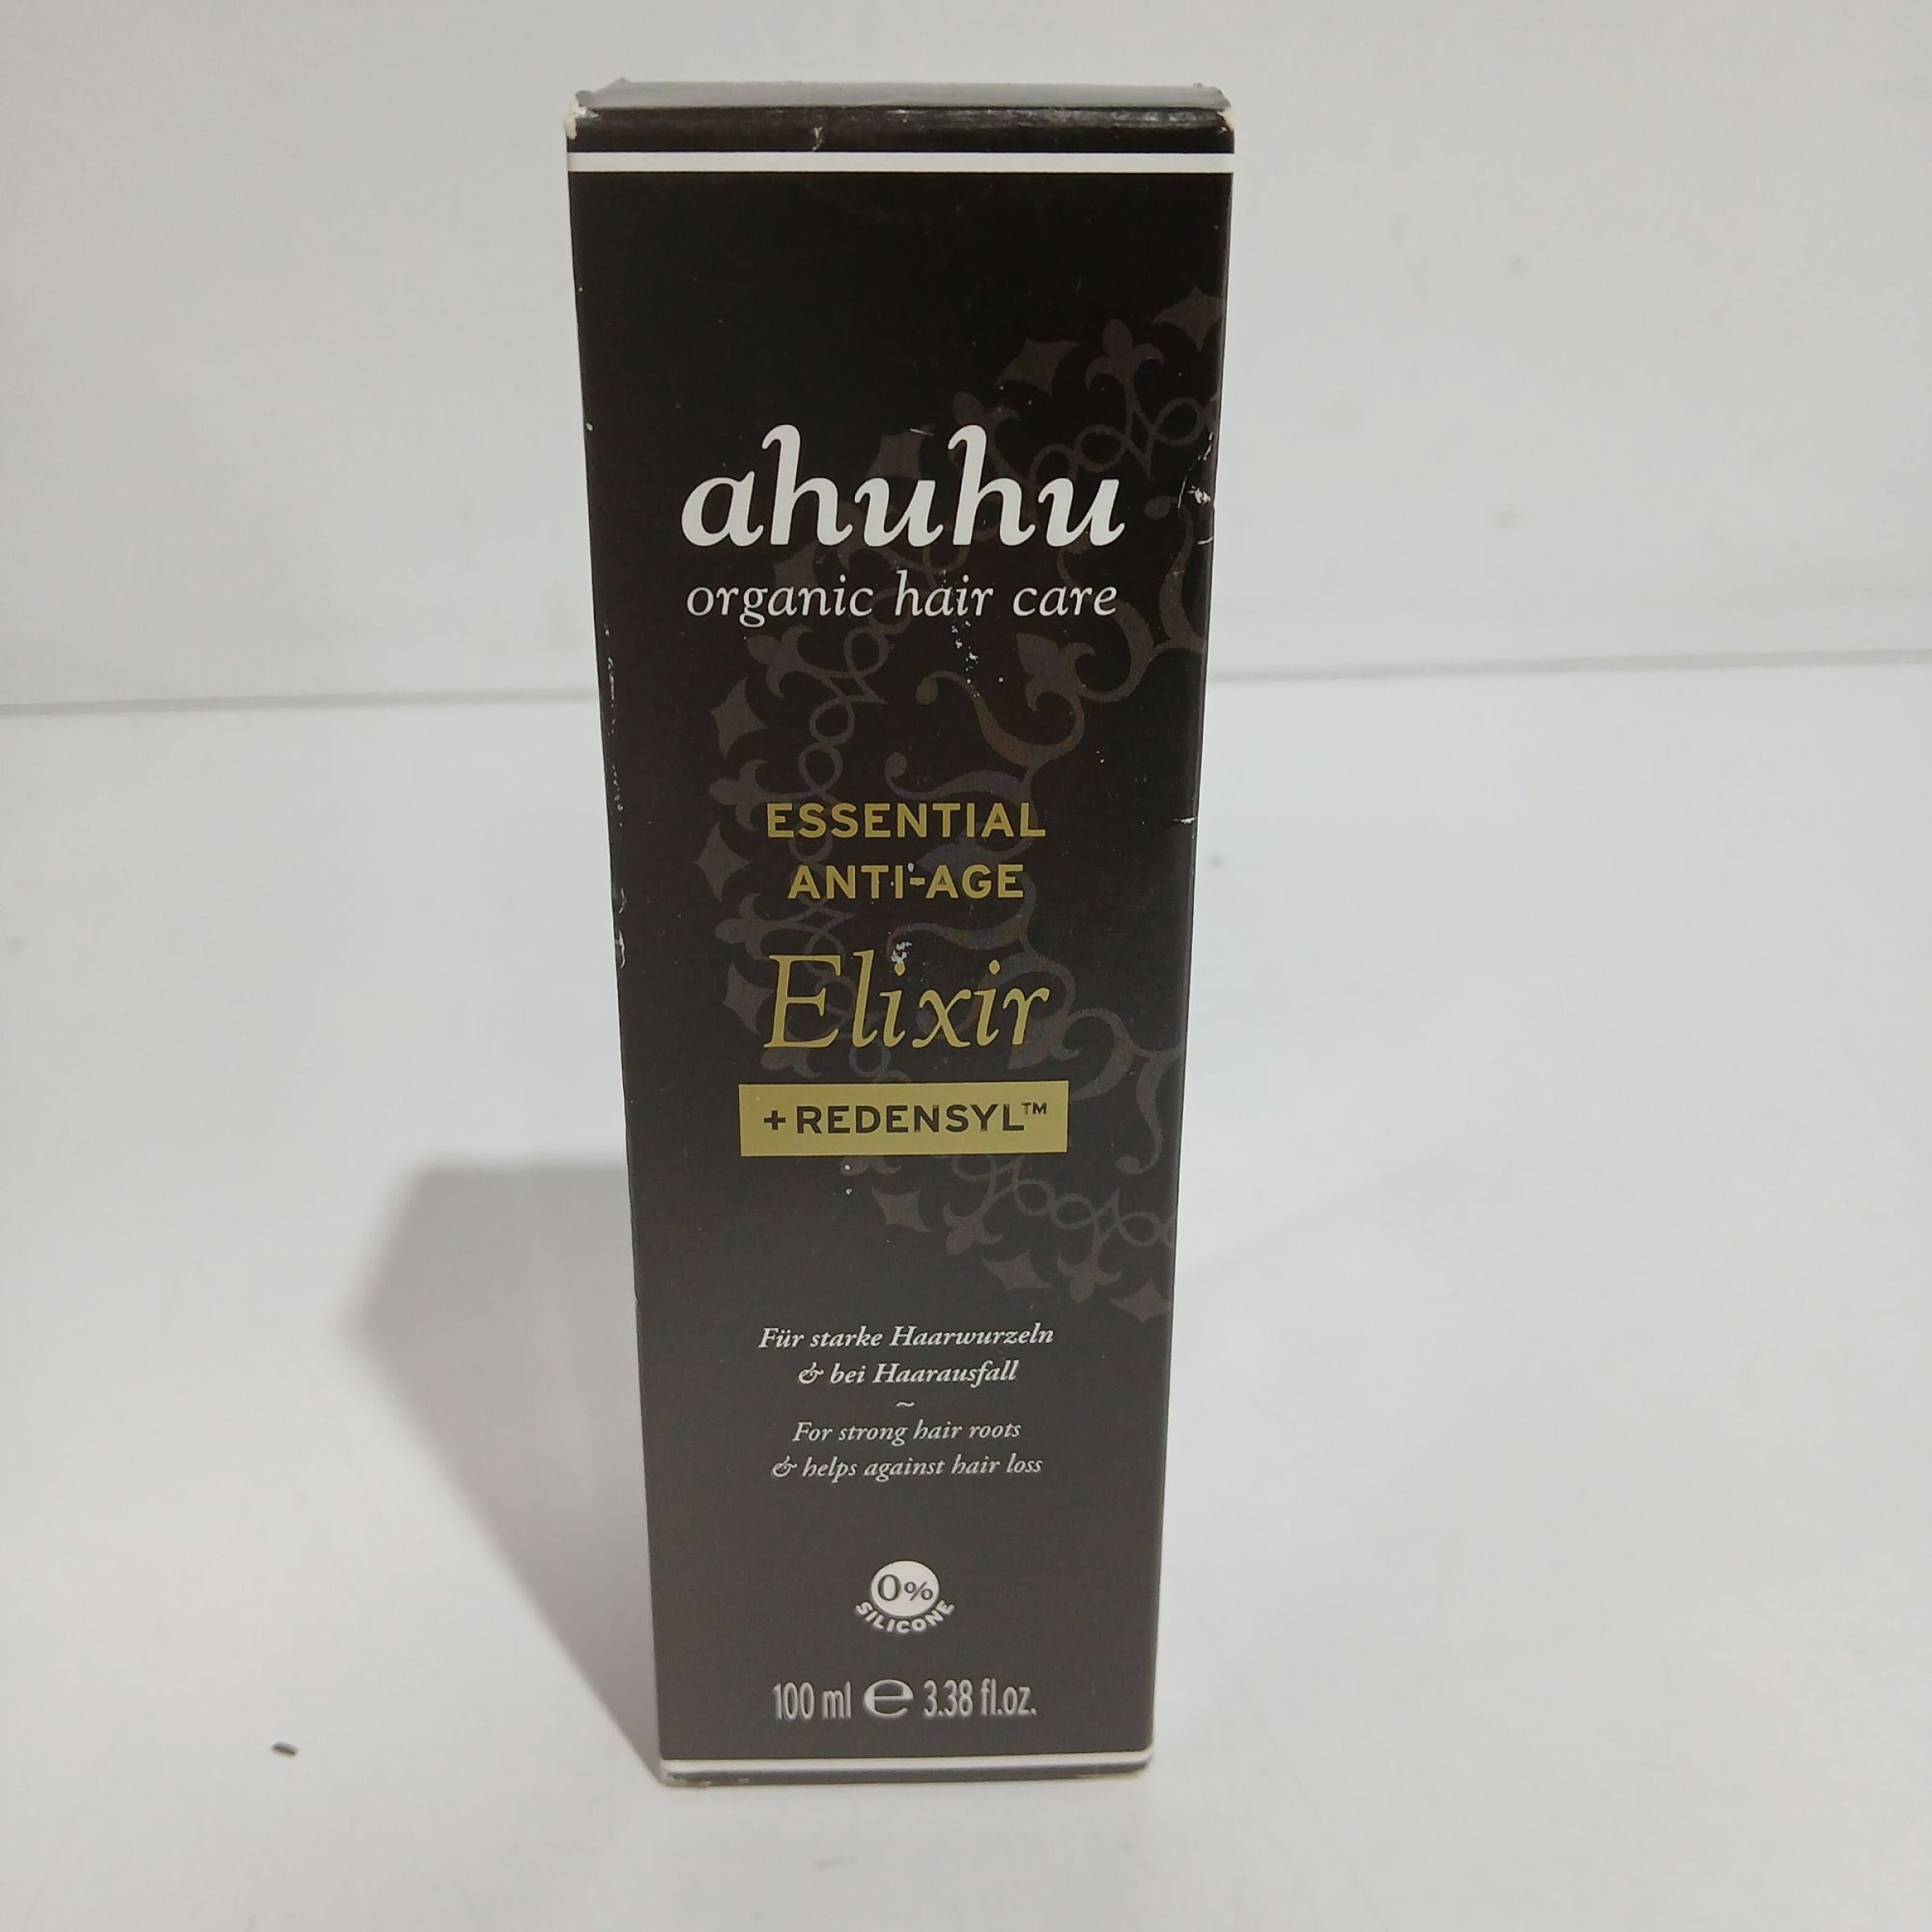 ahuhu
organic hair care
ESSENTIAL
ANTI-AGE
Elixir
+REDENSYL™
Für starke Haarwurzeln
& bei Haarausfall
~
For strong hair roots
& helps against hair loss
0%
SILICONE
100 ml ℮ 3.38 fl.oz.